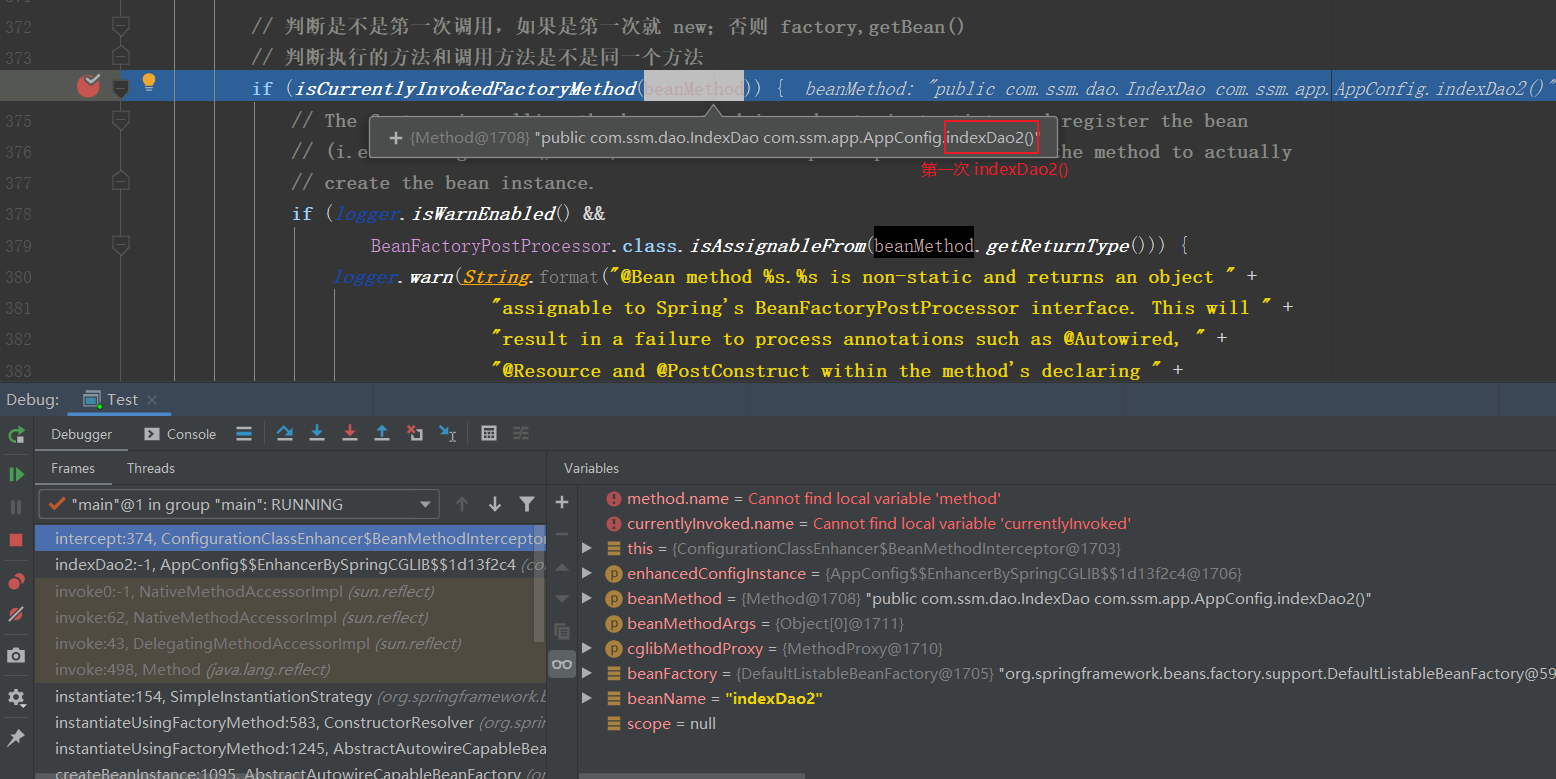 372 // 判断是不是第一次调用，如果是第一次就 new；否则 factory,getBean()
373 // 判断执行的方法和调用方法是不是同一个方法
if (isCurrentlyInvokedFactoryMethod(beanMethod)) { beanMethod: "public com.ssm.dao.IndexDao com.ssm.app.AppConfig.indexDao2()"
375 // The
376 // (i.e. the method to actually
+ {Method@1708} "public com.ssm.dao.IndexDao com.ssm.app.AppConfig.indexDao2()"
register the bean
第一次 indexDao2()
377 // create the bean instance.
378 if (logger.isWarnEnabled() &&
379 BeanFactoryPostProcessor.class.isAssignableFrom(beanMethod.getReturnType())) {
380 logger.warn(String.format("@Bean method %s.%s is non-static and returns an object " +
381 "assignable to Spring's BeanFactoryPostProcessor interface. This will " +
382 "result in a failure to process annotations such as @Autowired, " +
383 "@Resource and @PostConstruct within the method's declaring " +
Debug: Test
Debugger Console
Frames Threads Variables
"main"@1 in group "main": RUNNING
intercept:374, ConfigurationClassEnhancer$BeanMethodInterceptor
indexDao2:-1, AppConfig$$EnhancerBySpringCGLIB$$1d13f2c4 (co
invoke0:-1, NativeMethodAccessorImpl (sun.reflect)
invoke:62, NativeMethodAccessorImpl (sun.reflect)
invoke:43, DelegatingMethodAccessorImpl (sun.reflect)
invoke:498, Method (java.lang.reflect)
instantiate:154, SimpleInstantiationStrategy (org.springframework.b
instantiateUsingFactoryMethod:583, ConstructorResolver (org.sprin
instantiateUsingFactoryMethod:1245, AbstractAutowireCapableBea
createBeanInstance:1095, AbstractAutowireCapableBeanFactory (or
method.name = Cannot find local variable 'method'
currentlyInvoked.name = Cannot find local variable 'currentlyInvoked'
this = {ConfigurationClassEnhancer$BeanMethodInterceptor@1703}
enhancedConfigInstance = {AppConfig$$EnhancerBySpringCGLIB$$1d13f2c4@1706}
beanMethod = {Method@1708} "public com.ssm.dao.IndexDao com.ssm.app.AppConfig.indexDao2()"
beanMethodArgs = {Object[0]@1711}
cglibMethodProxy = {MethodProxy@1710}
beanFactory = {DefaultListableBeanFactory@1705} "org.springframework.beans.factory.support.DefaultListableBeanFactory@59
beanName = "indexDao2"
scope = null